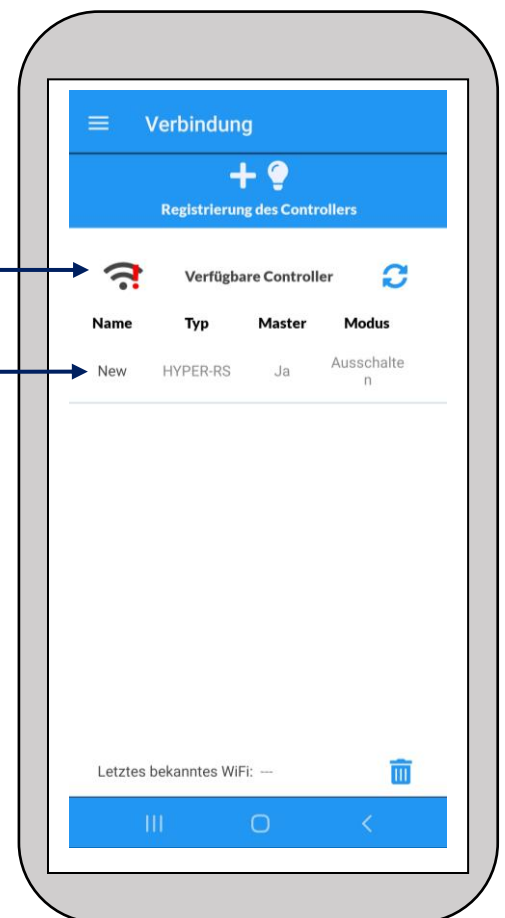 Verbindung
Registrierung des Controllers
Verfügbare Controller
Name Typ Master Modus
New HYPER-RS Ja Ausschalte
n
Letztes bekanntes WiFi: ---